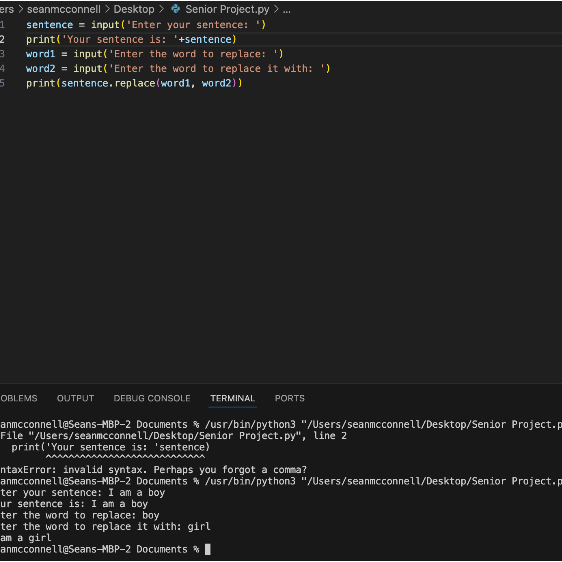 ers > seanmcconnell > Desktop > Senior Project.py > ...
1 sentence = input('Enter your sentence: ')
2 print('Your sentence is: '+sentence)
3 word1 = input('Enter the word to replace: ')
4 word2 = input('Enter the word to replace it with: ')
5 print(sentence.replace(word1, word2))
OBLEMS OUTPUT DEBUG CONSOLE TERMINAL PORTS
anmcconnell@Seans-MBP-2 Documents % /usr/bin/python3 "/Users/seanmcconnell/Desktop/Senior Project.p
File "/Users/seanmcconnell/Desktop/Senior Project.py", line 2
print('Your sentence is: 'sentence)
^^^^^^^^^^^^^^^^^^^^^^^^^^^
ntaxError: invalid syntax. Perhaps you forgot a comma?
anmcconnell@Seans-MBP-2 Documents % /usr/bin/python3 "/Users/seanmcconnell/Desktop/Senior Project.p
ter your sentence: I am a boy
ur sentence is: I am a boy
ter the word to replace: boy
ter the word to replace it with: girl
am a girl
anmcconnell@Seans-MBP-2 Documents %